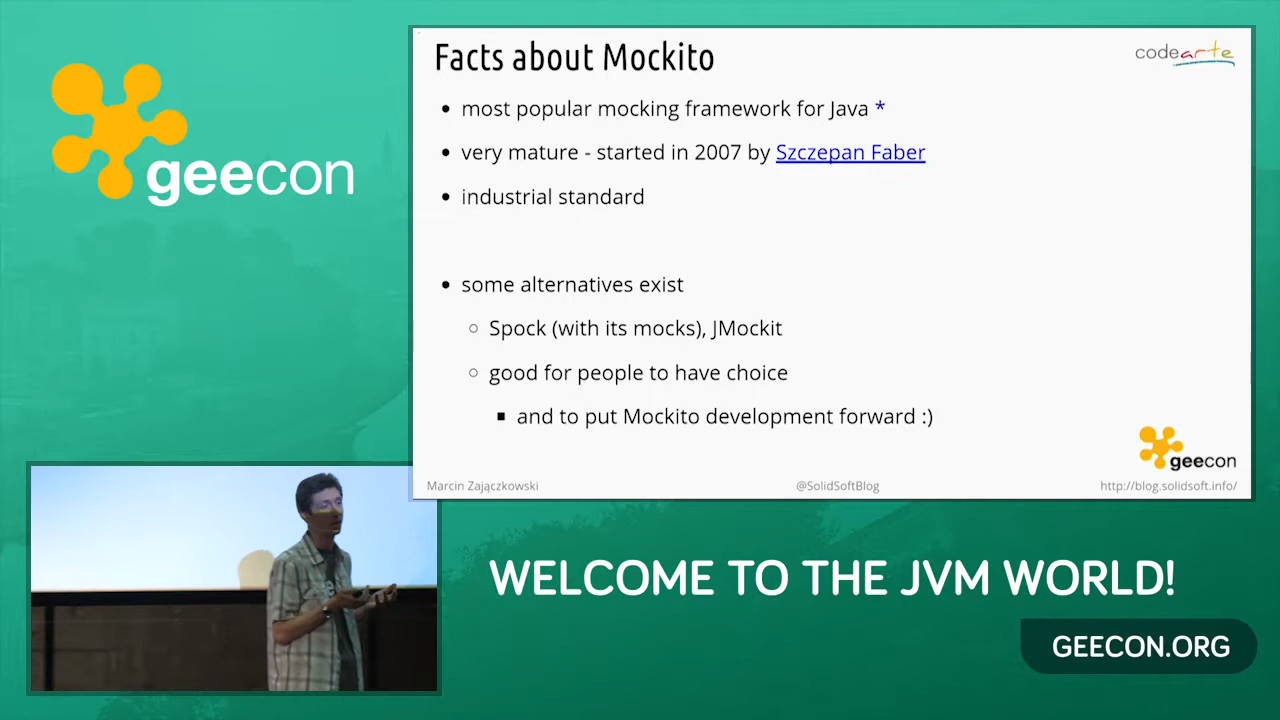 geecon
Facts about Mockito
codearte
• most popular mocking framework for Java *
• very mature - started in 2007 by Szczepan Faber
• industrial standard
• some alternatives exist
○ Spock (with its mocks), JMockit
○ good for people to have choice
▪ and to put Mockito development forward :)
geecon
Marcin Zajączkowski
@SolidSoftBlog
http://blog.solidsoft.info/
WELCOME TO THE JVM WORLD!
GEECON.ORG